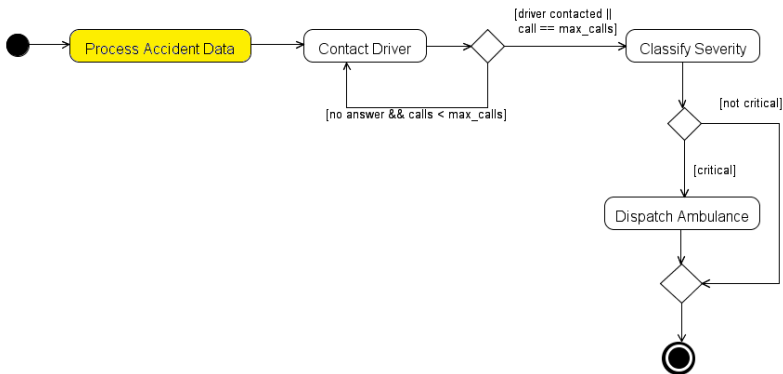 [driver contacted ||
call == max_calls]
Process Accident Data
Contact Driver
Classify Severity
[no answer && calls < max_calls]
[not critical]
[critical]
Dispatch Ambulance